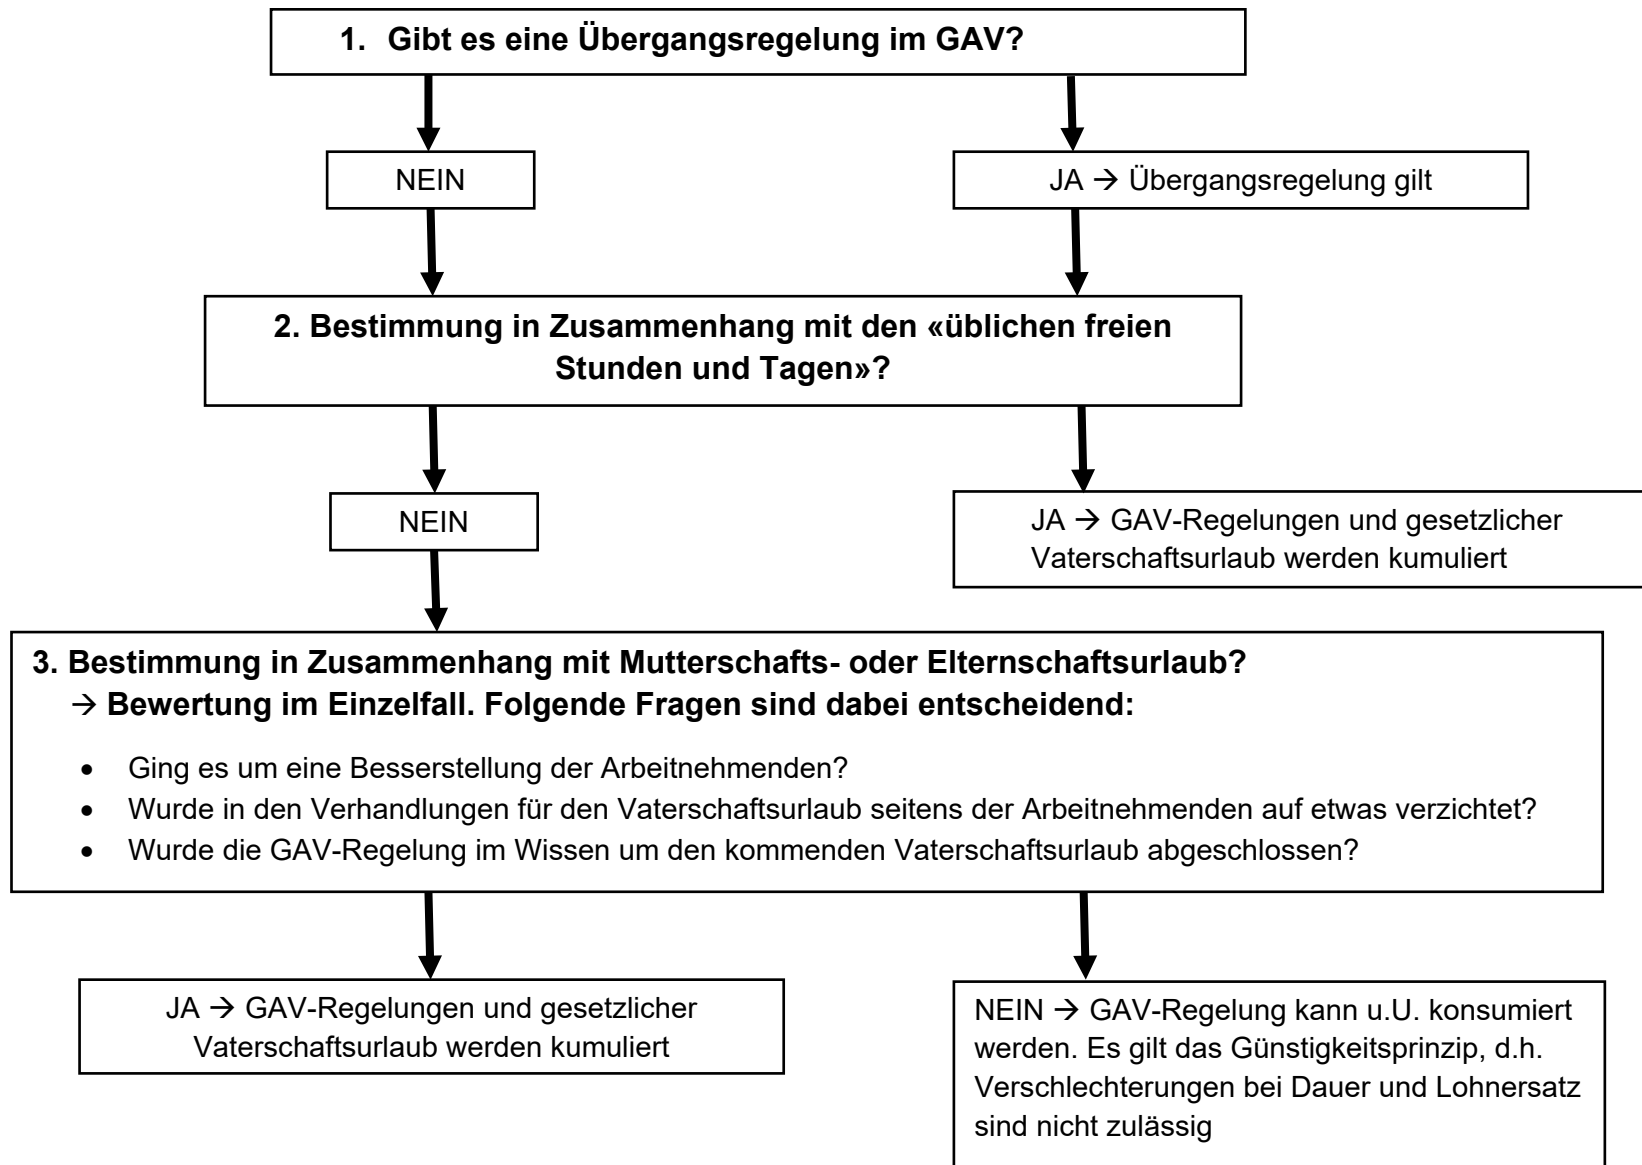 1. Gibt es eine Übergangsregelung im GAV?
NEIN
JA → Übergangsregelung gilt
2. Bestimmung in Zusammenhang mit den «üblichen freien
Stunden und Tagen»?
NEIN
JA → GAV-Regelungen und gesetzlicher
Vaterschaftsurlaub werden kumuliert
3. Bestimmung in Zusammenhang mit Mutterschafts- oder Elternschaftsurlaub?
→ Bewertung im Einzelfall. Folgende Fragen sind dabei entscheidend:
• Ging es um eine Besserstellung der Arbeitnehmenden?
• Wurde in den Verhandlungen für den Vaterschaftsurlaub seitens der Arbeitnehmenden auf etwas verzichtet?
• Wurde die GAV-Regelung im Wissen um den kommenden Vaterschaftsurlaub abgeschlossen?
JA → GAV-Regelungen und gesetzlicher
Vaterschaftsurlaub werden kumuliert
NEIN → GAV-Regelung kann u.U. konsumiert
werden. Es gilt das Günstigkeitsprinzip, d.h.
Verschlechterungen bei Dauer und Lohnersatz
sind nicht zulässig